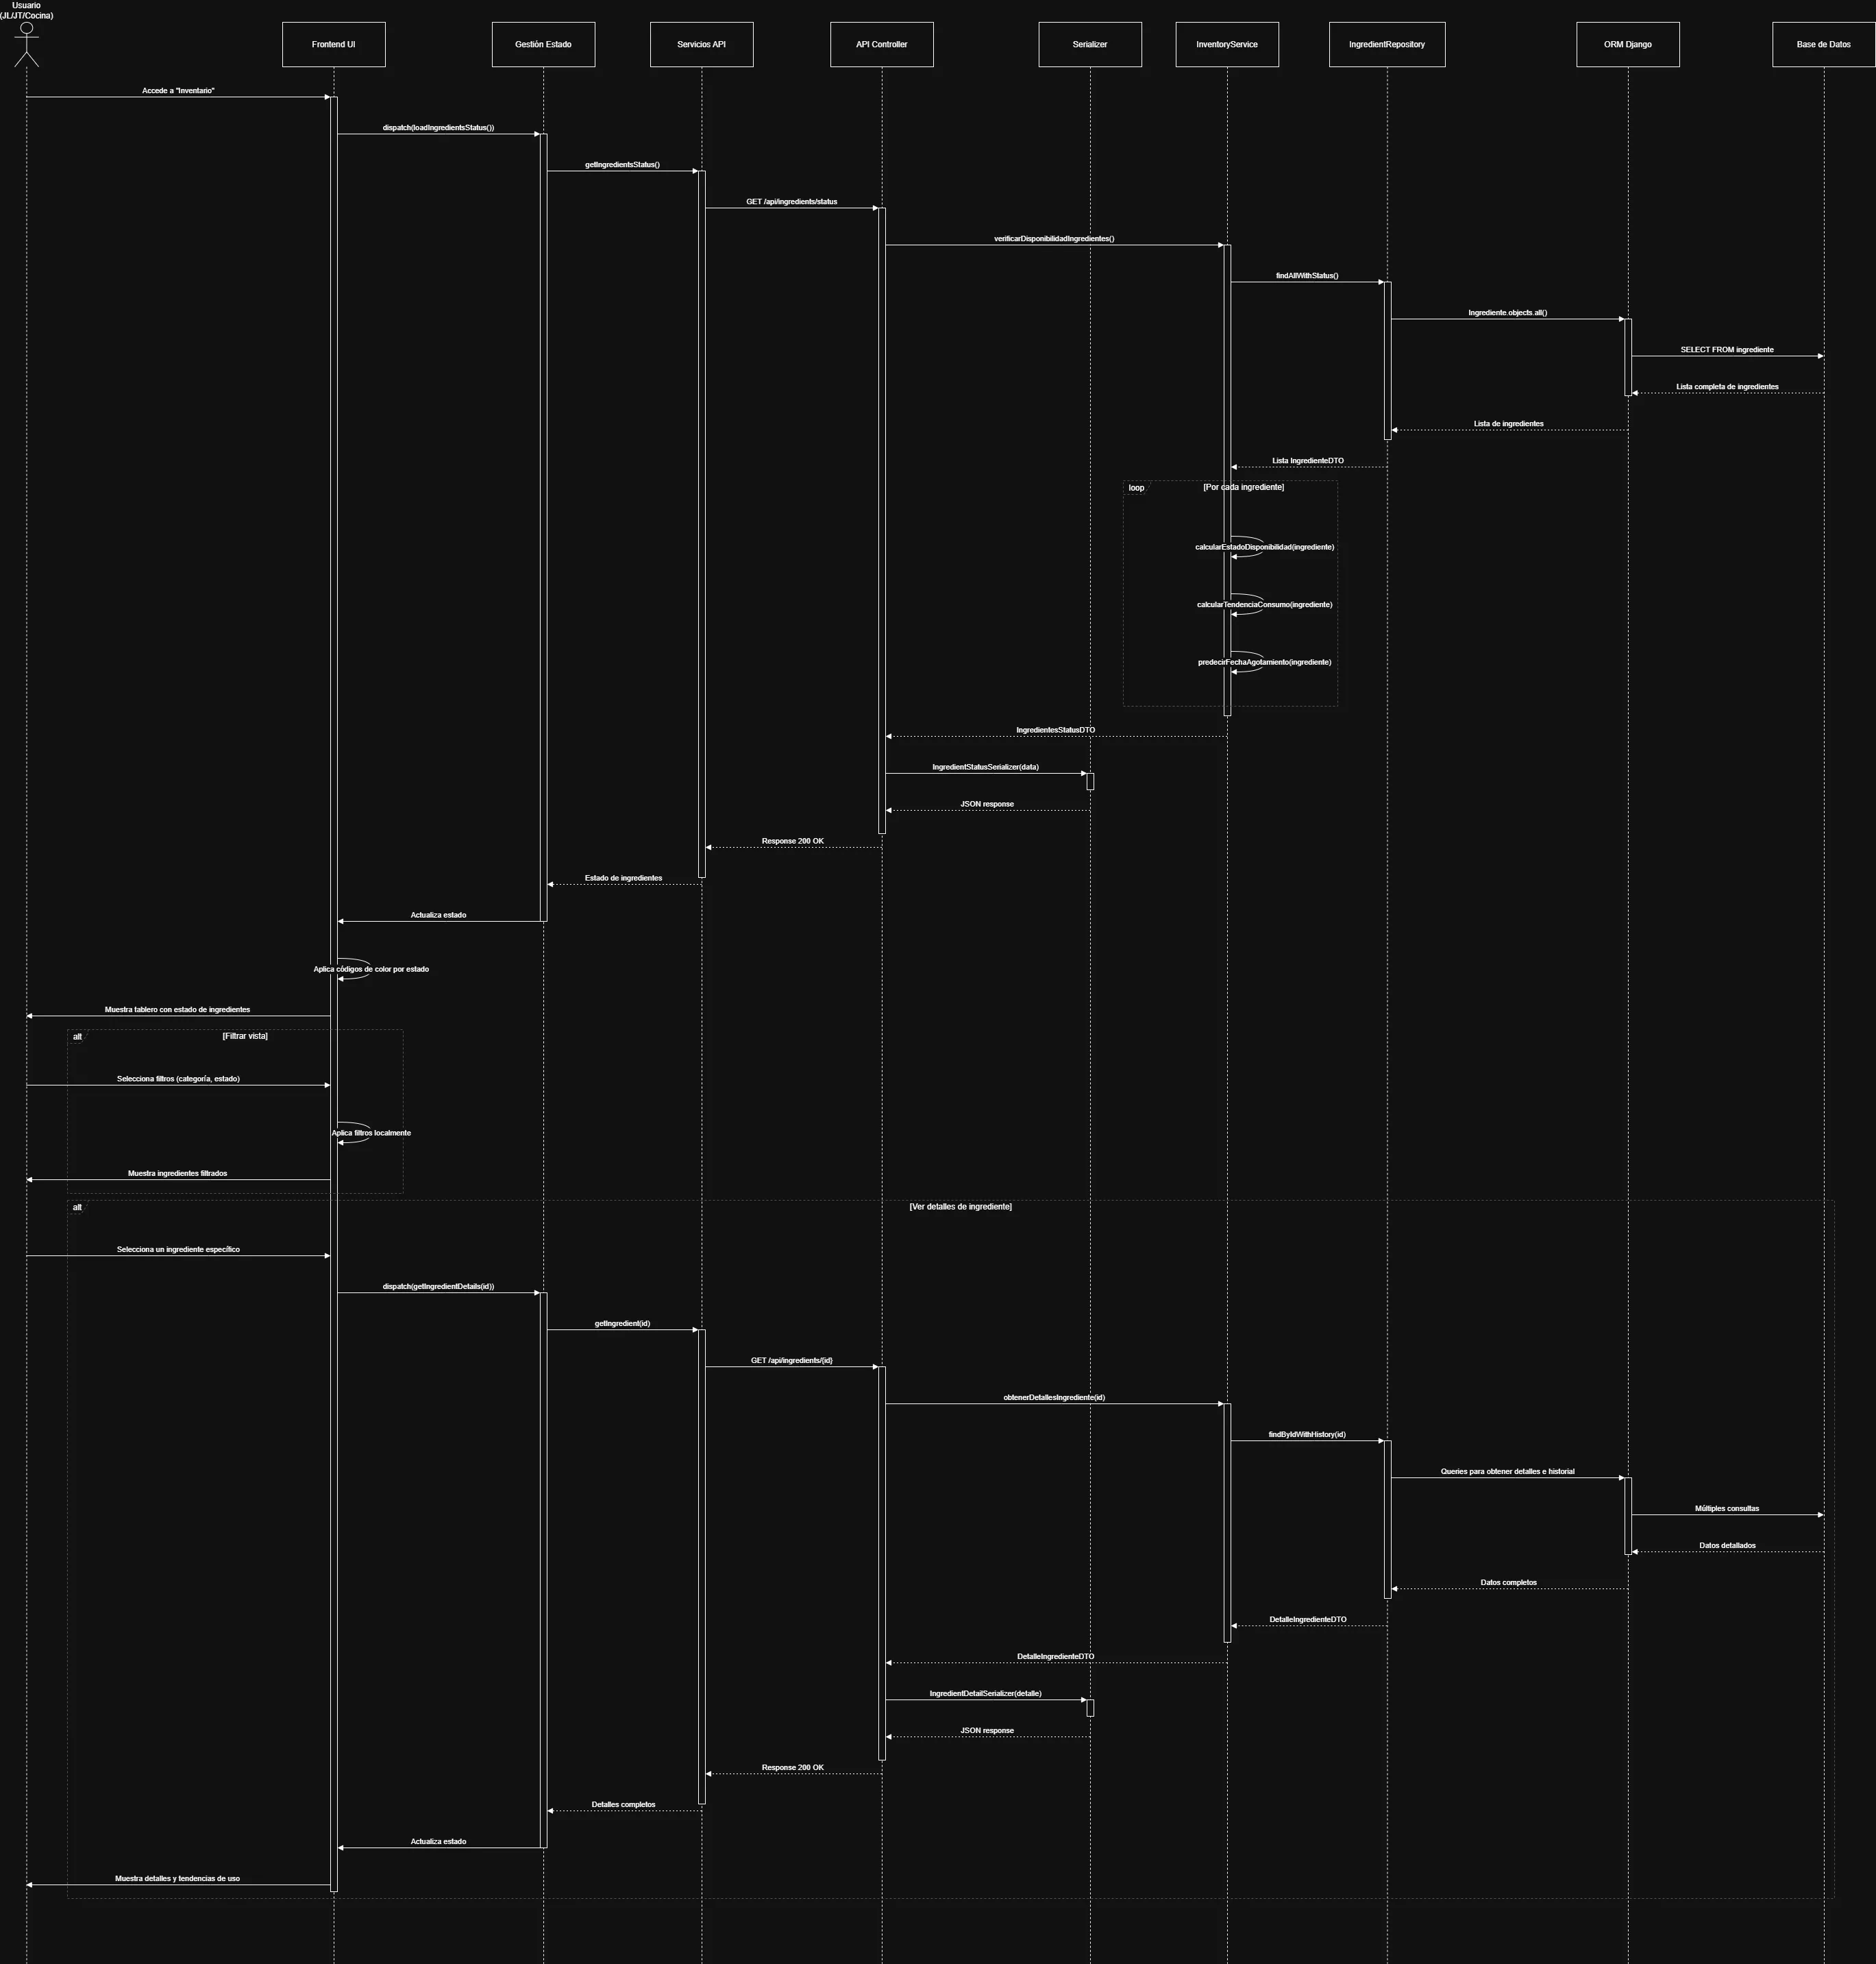 Usuario
(JL/JT/Cocina)
Frontend UI
Gestión Estado
Servicios API
API Controller
Serializer
InventoryService
IngredientRepository
ORM Django
Base de Datos
Accede a "Inventario"
dispatch(loadIngredientsStatus())
getIngredientsStatus()
GET /api/ingredients/status
verificarDisponibilidadIngredientes()
findAllWithStatus()
Ingrediente.objects.all()
SELECT FROM ingrediente
Lista completa de ingredientes
Lista de ingredientes
Lista IngredienteDTO
loop
[Por cada ingrediente]
calcularEstadoDisponibilidad(ingrediente)
calcularTendenciaConsumo(ingrediente)
predecirFechaAgotamiento(ingrediente)
IngredientesStatusDTO
IngredientStatusSerializer(data)
JSON response
Response 200 OK
Estado de ingredientes
Actualiza estado
Aplica códigos de color por estado
Muestra tablero con estado de ingredientes
alt
[Filtrar vista]
Selecciona filtros (categoría, estado)
Aplica filtros localmente
Muestra ingredientes filtrados
alt
[Ver detalles de ingrediente]
Selecciona un ingrediente específico
dispatch(getIngredientDetails(id))
getIngredient(id)
GET /api/ingredients/{id}
obtenerDetallesIngrediente(id)
findByIdWithHistory(id)
Queries para obtener detalles e historial
Múltiples consultas
Datos detallados
Datos completos
DetalleIngredienteDTO
DetalleIngredienteDTO
IngredientDetailSerializer(detalle)
JSON response
Response 200 OK
Detalles completos
Actualiza estado
Muestra detalles y tendencias de uso